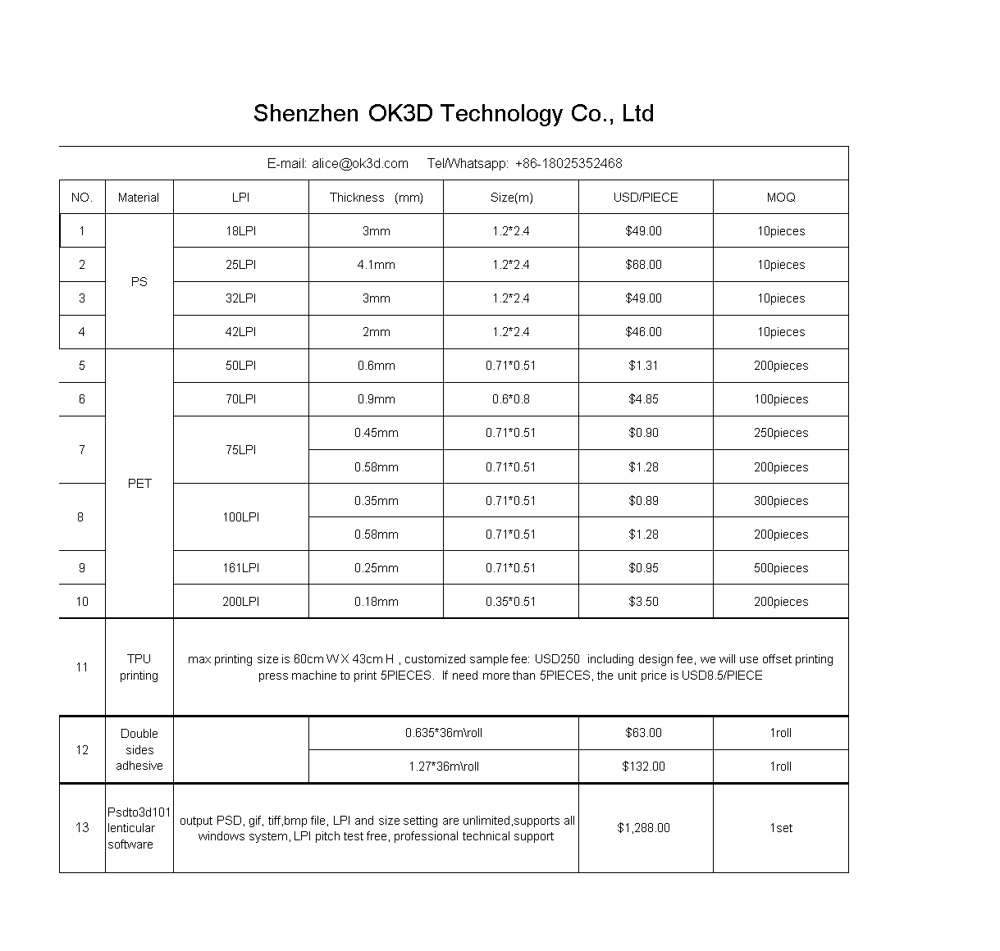 Shenzhen OK3D Technology Co., Ltd
E-mail: alice@ok3d.com Tel/Whatsapp: +86-18025352468
NO. Material LPI Thickness (mm) Size(m) USD/PIECE MOQ
1 PS 18LPI 3mm 1.2*2.4 $49.00 10pieces
2 25LPI 4.1mm 1.2*2.4 $68.00 10pieces
3 32LPI 3mm 1.2*2.4 $49.00 10pieces
4 42LPI 2mm 1.2*2.4 $46.00 10pieces
5 PET 50LPI 0.6mm 0.71*0.51 $1.31 200pieces
6 70LPI 0.9mm 0.6*0.8 $4.85 100pieces
7 75LPI 0.45mm 0.71*0.51 $0.90 250pieces
0.58mm 0.71*0.51 $1.28 200pieces
8 100LPI 0.35mm 0.71*0.51 $0.89 300pieces
0.58mm 0.71*0.51 $1.28 200pieces
9 161LPI 0.25mm 0.71*0.51 $0.95 500pieces
10 200LPI 0.18mm 0.35*0.51 $3.50 200pieces
11
TPU
printing
max printing size is 60cm W X 43cm H , customized sample fee: USD250 including design fee, we will use offset printing
press machine to print 5PIECES. If need more than 5PIECES, the unit price is USD8.5/PIECE
12
Double
sides
adhesive
0.635*36m\roll $63.00 1roll
1.27*36m\roll $132.00 1roll
13
Psdto3d101
lenticular
software
output PSD, gif, tiff,bmp file, LPI and size setting are unlimited,supports all
windows system, LPI pitch test free, professional technical support
$1,288.00 1set